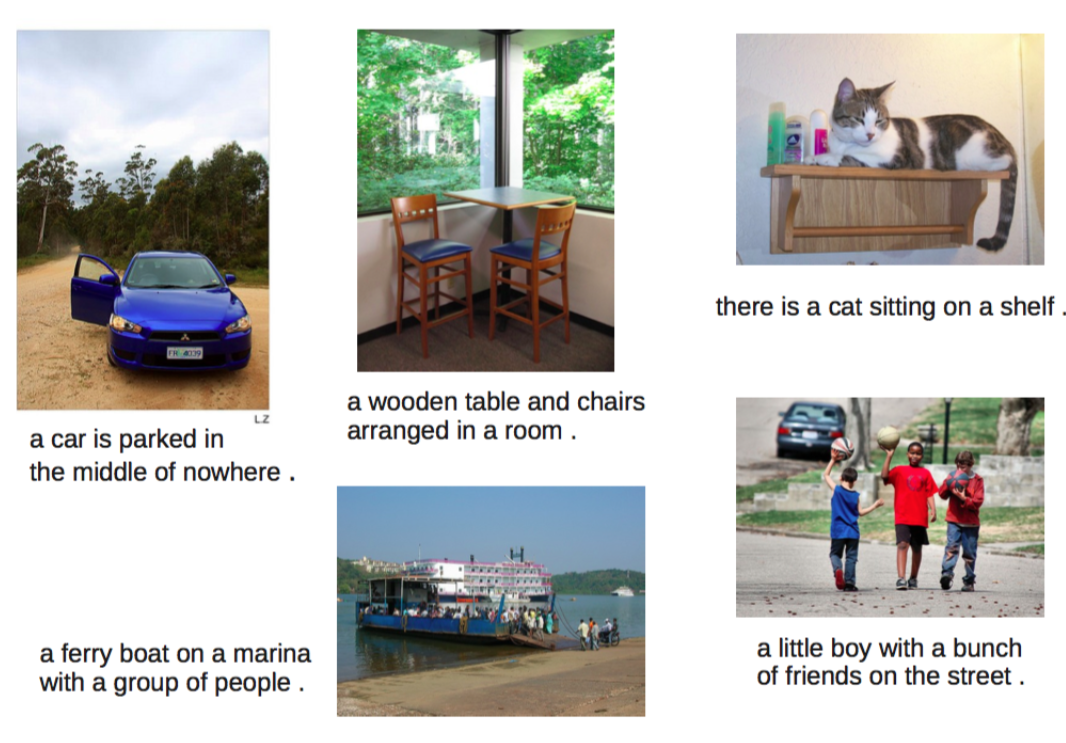 L.Z
a car is parked in
the middle of nowhere .
a wooden table and chairs
arranged in a room .
there is a cat sitting on a shelf .
a ferry boat on a marina
with a group of people .
a little boy with a bunch
of friends on the street .